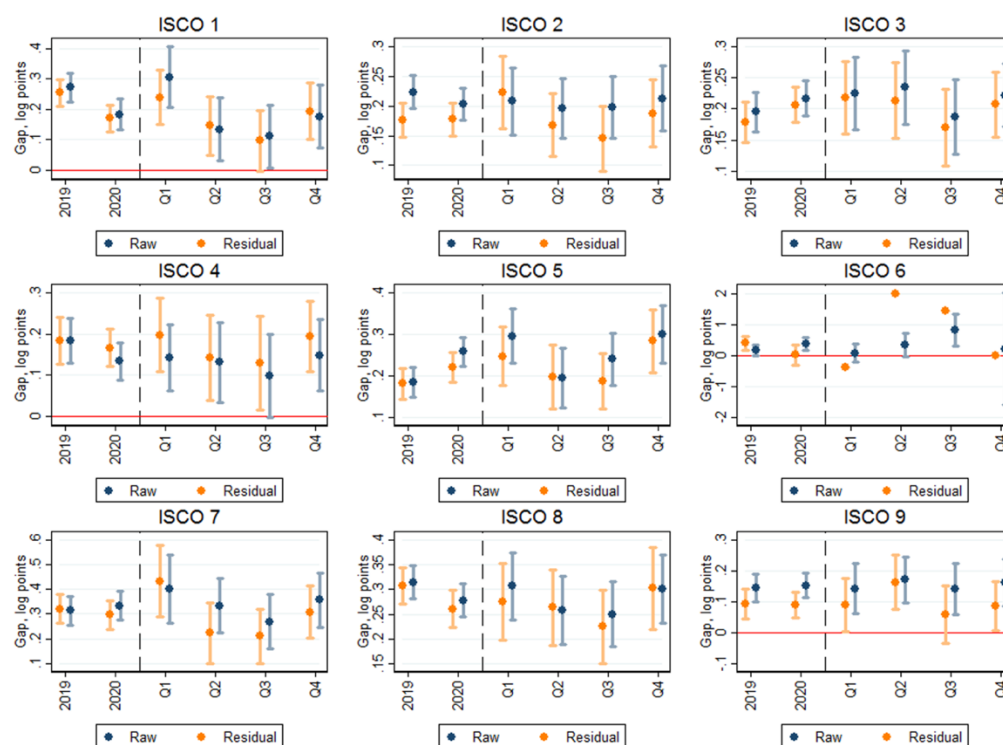 ISCO 1
Gap, log points
.4
.3
.2
.1
0
2019 2020 Q1 Q2 Q3 Q4
Raw Residual
ISCO 2
Gap, log points
.3
.25
.2
.15
.1
2019 2020 Q1 Q2 Q3 Q4
Raw Residual
ISCO 3
Gap, log points
.3
.25
.2
.15
.1
2019 2020 Q1 Q2 Q3 Q4
Raw Residual
ISCO 4
Gap, log points
.3
.2
.1
0
2019 2020 Q1 Q2 Q3 Q4
Raw Residual
ISCO 5
Gap, log points
.4
.3
.2
.1
2019 2020 Q1 Q2 Q3 Q4
Raw Residual
ISCO 6
Gap, log points
2
1
0
-1
-2
2019 2020 Q1 Q2 Q3 Q4
Raw Residual
ISCO 7
Gap, log points
.6
.5
.4
.3
.2
.1
2019 2020 Q1 Q2 Q3 Q4
Raw Residual
ISCO 8
Gap, log points
.4
.35
.3
.25
.2
.15
2019 2020 Q1 Q2 Q3 Q4
Raw Residual
ISCO 9
Gap, log points
.3
.2
.1
0
-.1
2019 2020 Q1 Q2 Q3 Q4
Raw Residual